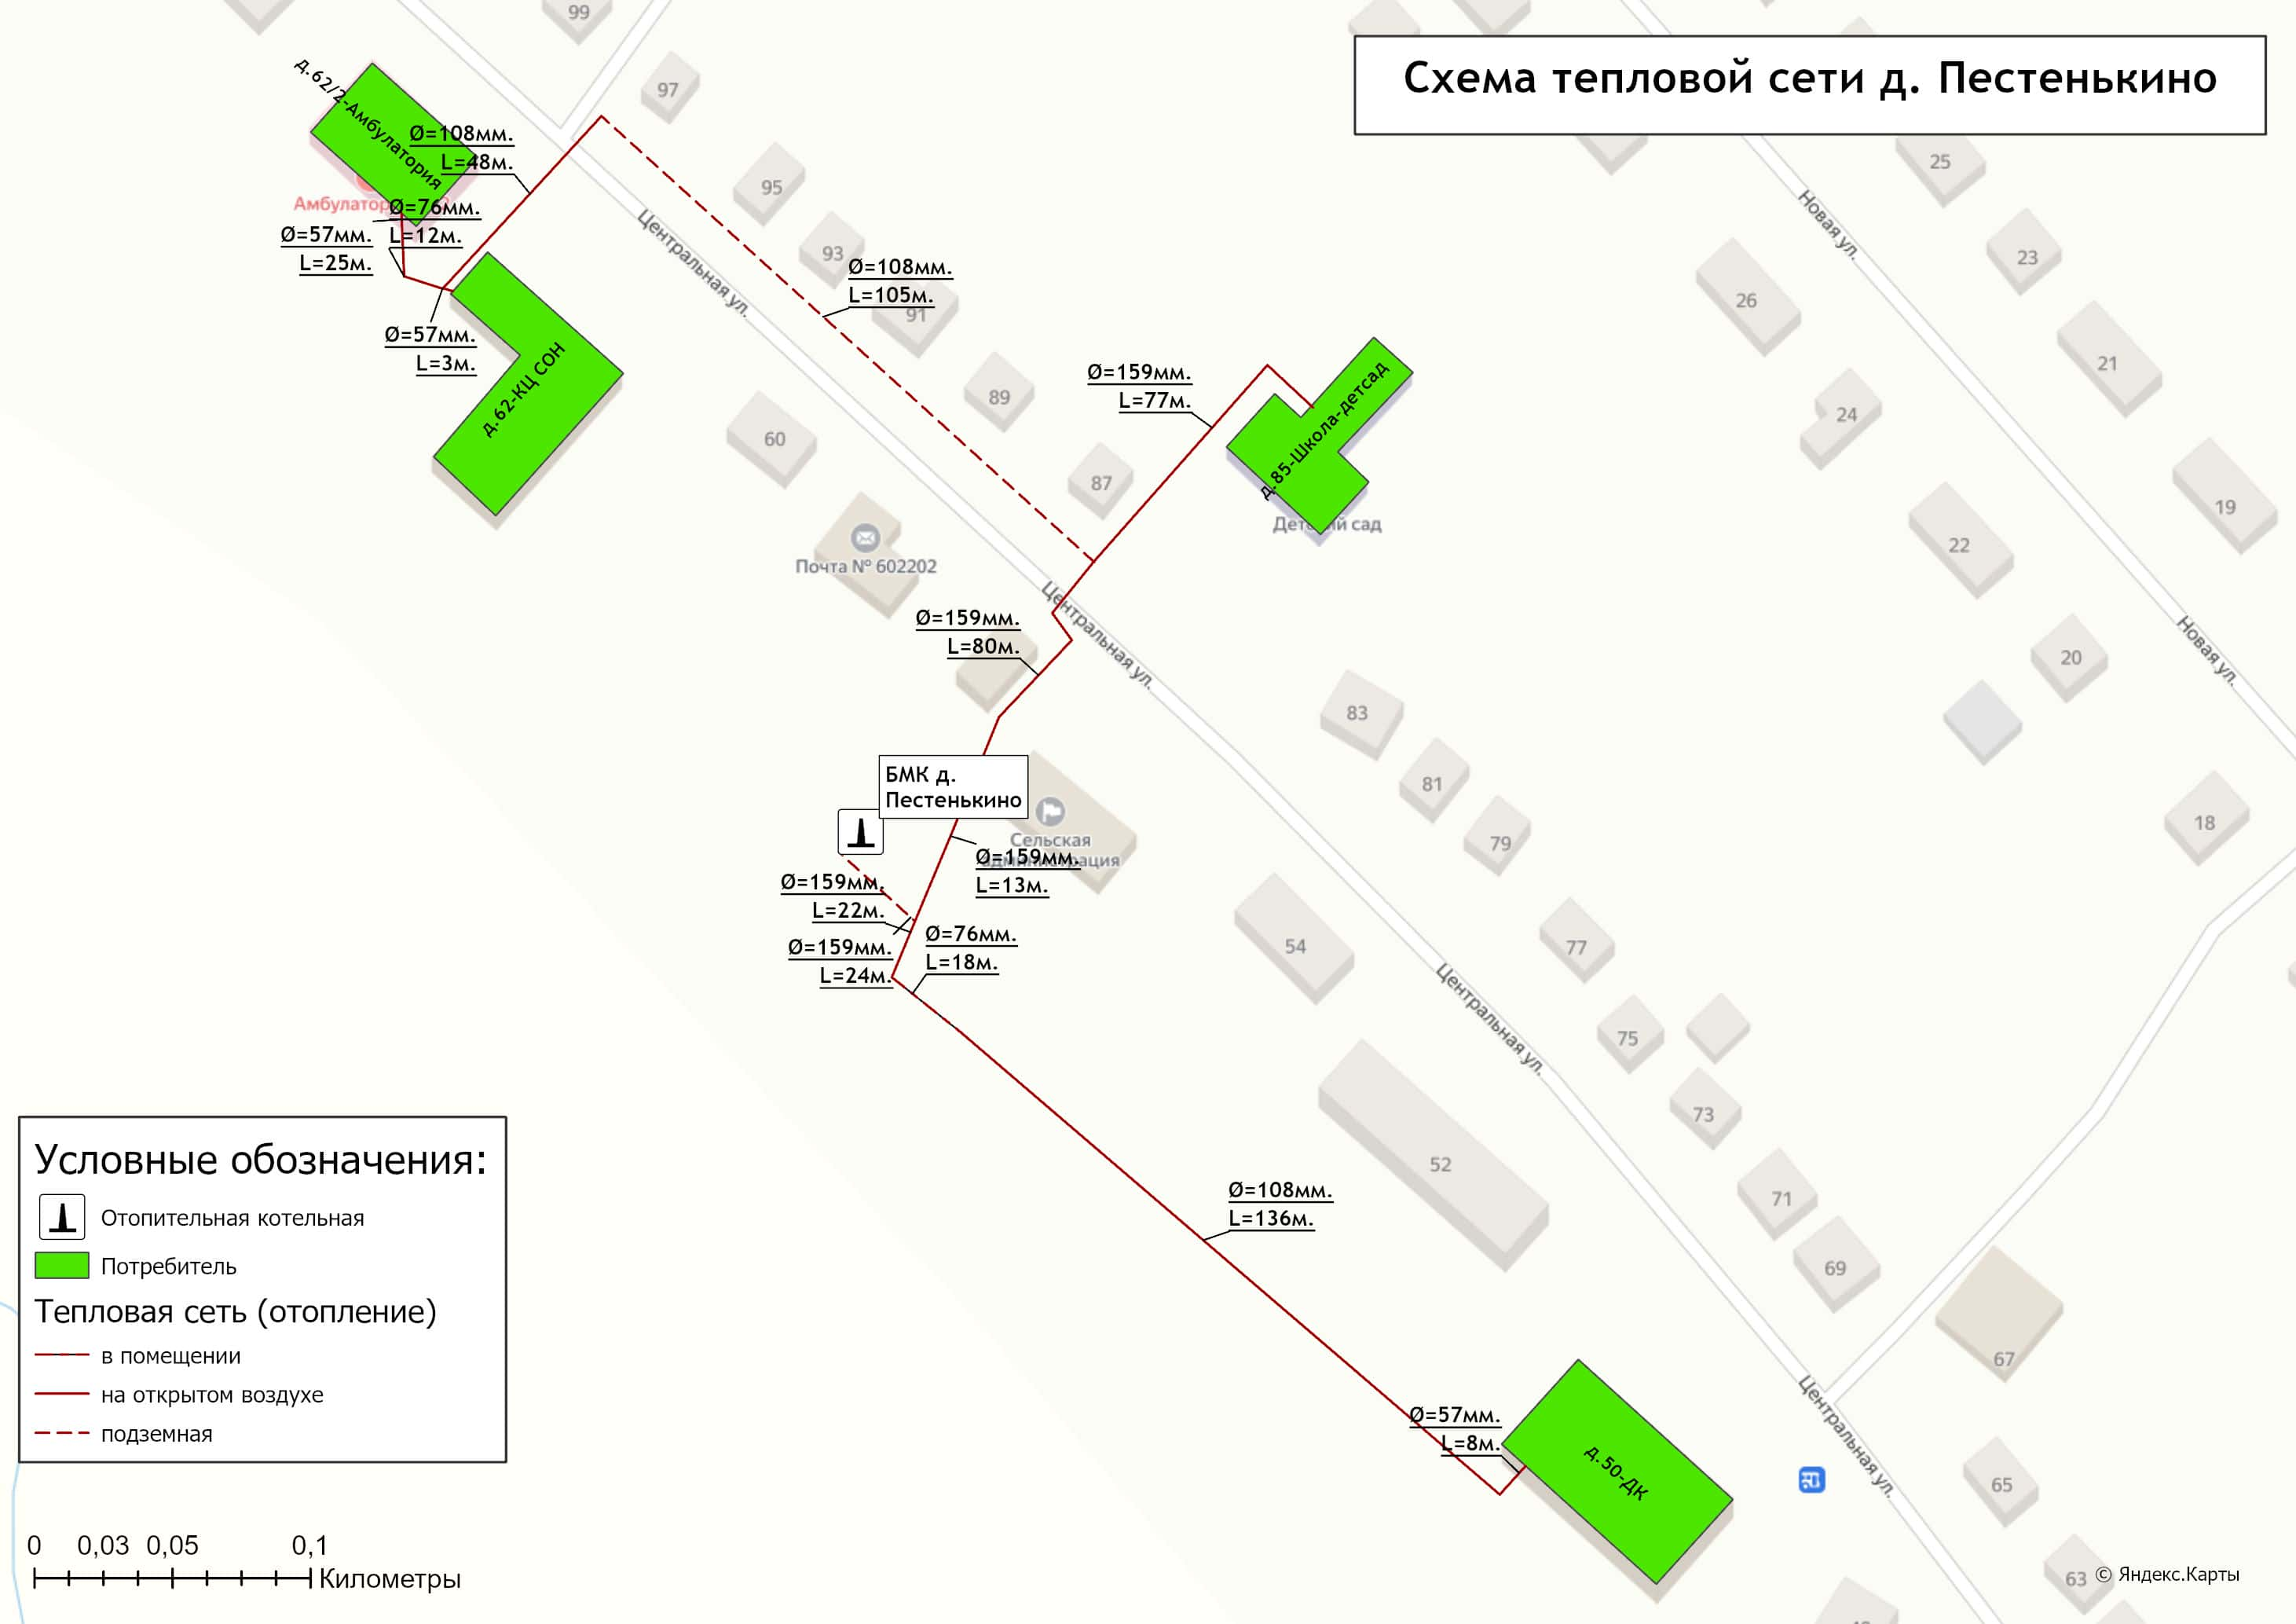 99
Схема тепловой сети д. Пестенькино
97
д.62/2-Амбулатория
Ø=108мм.
L=48м.
25
95
Амбулатор
Ø=76мм.
L=12м.
Ø=57мм.
L=25м.
Центральная ул.
Новая ул.
93
23
Ø=108мм.
L=105м.
91
26
Ø=57мм.
L=3м.
д.62-КЦ СОН
21
Ø=159мм.
L=77м.
д.85-Школа-детсад
89
24
60
87
19
Детский сад
22
Почта № 602202
Центральная ул.
Новая ул.
Ø=159мм.
L=80м.
20
83
БМК д.
Пестенькино
81
18
Сельская
администрация
79
Ø=159мм.
L=13м.
Ø=159мм.
L=22м.
Ø=76мм.
L=18м.
Ø=159мм.
L=24м.
54
77
Центральная ул.
75
73
52
Ø=108мм.
L=136м.
71
69
67
Условные обозначения:
Отопительная котельная
Потребитель
Тепловая сеть (отопление)
в помещении
на открытом воздухе
подземная
Ø=57мм.
L=8м.
д.50-ДК
Центральная ул.
65
0 0,03 0,05 0,1
Километры
63
© Яндекс.Карты